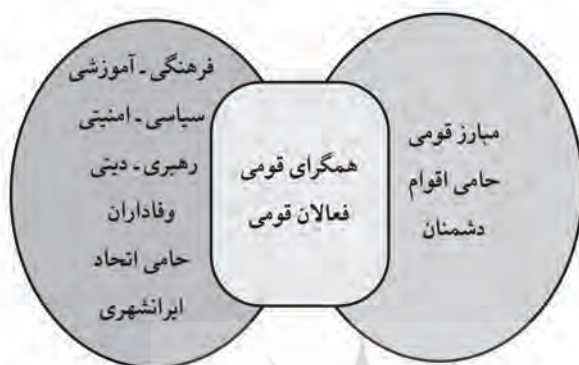 مبارز قومی
حامی اقوام
دشمنان
همگرای قومی
فعالان قومی
فرهنگی ـ آموزشی
سیاسی ـ امنیتی
رهبری ـ دینی
وفاداران
حامی اتحاد
ایرانشهری